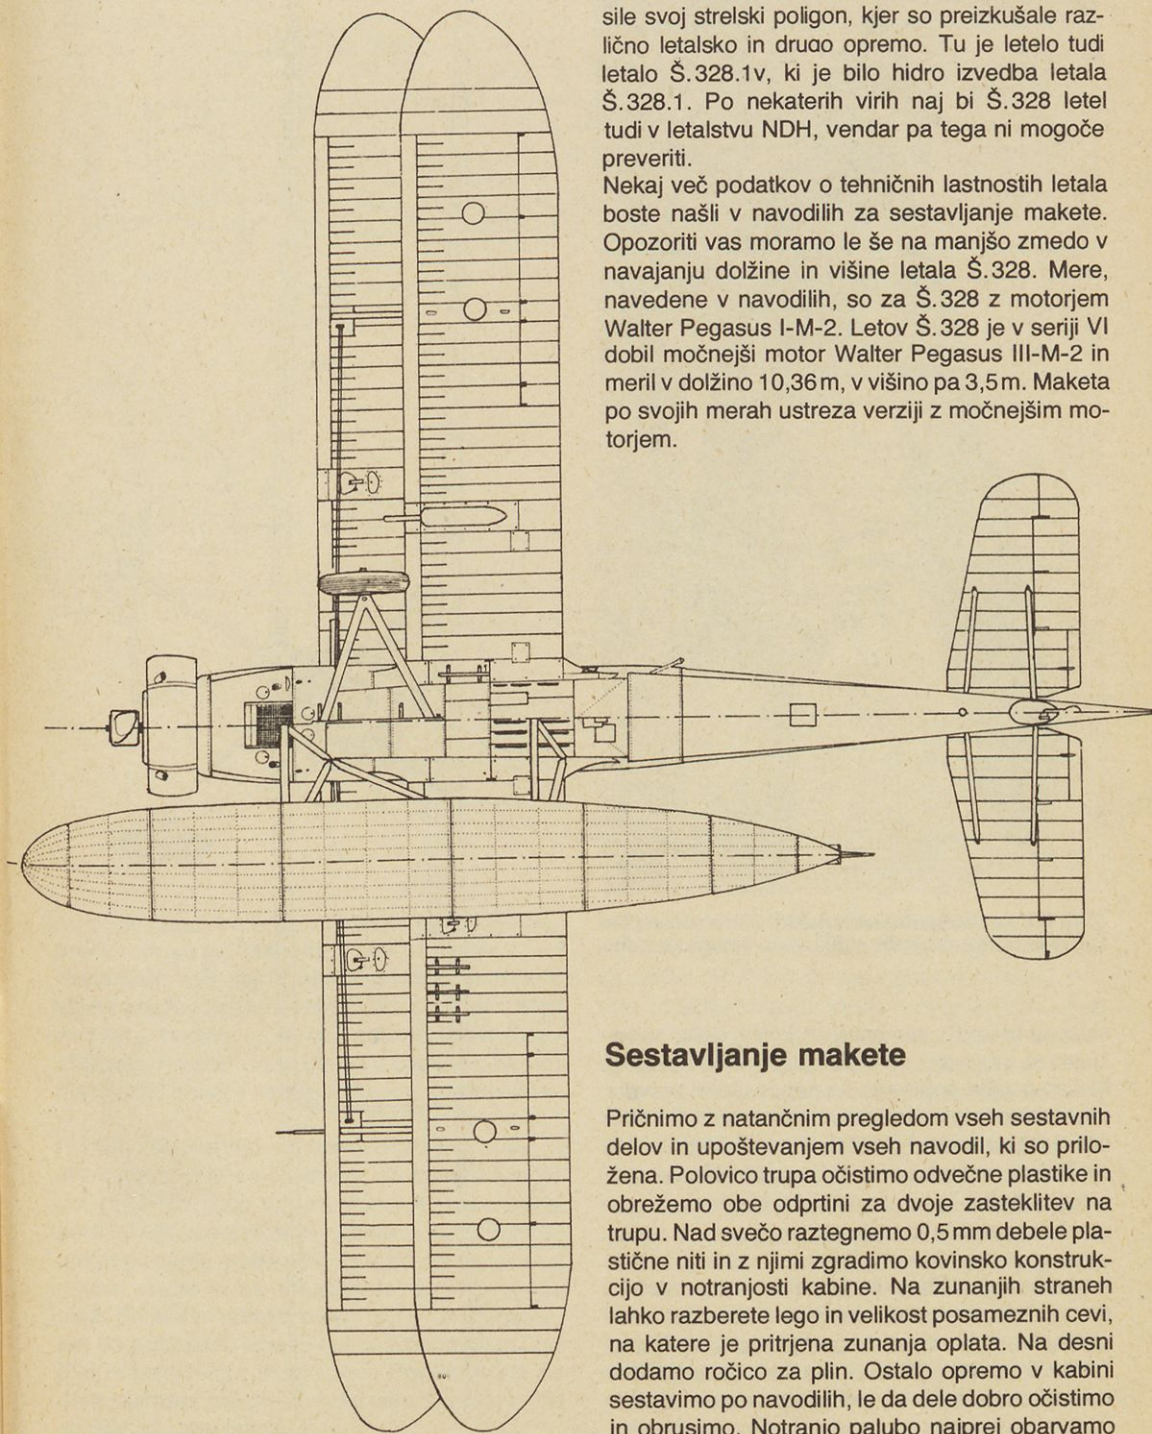 sile svoj strelski poligon, kjer so preizkušale raz-
lično letalsko in drugo opremo. Tu je letelo tudi
letalo Š.328.1v, ki je bilo hidro izvedba letala
Š.328.1. Po nekaterih virih naj bi Š.328 letel
tudi v letalstvu NDH, vendar pa tega ni mogoče
preveriti.
Nekaj več podatkov o tehničnih lastnostih letala
boste našli v navodilih za sestavljanje makete.
Opozoriti vas moramo le še na manjšo zmedo v
navajanju dolžine in višine letala Š.328. Mere,
navedene v navodilih, so za Š.328 z motorjem
Walter Pegasus I-M-2. Letov Š.328 je v seriji VI
dobil močnejši motor Walter Pegasus III-M-2 in
meril v dolžino 10,36 m, v višino pa 3,5 m. Maketa
po svojih merah ustreza verziji z močnejšim mo-
torjem.
Sestavljanje makete
Pričnimo z natančnim pregledom vseh sestavnih
delov in upoštevanjem vseh navodil, ki so prilo-
žena. Polovico trupa očistimo odvečne plastike in
obrežemo obe odprtini za dvoje zasteklitev na
trupu. Nad svečo raztegnemo 0,5 mm debele pla-
stične niti in z njimi zgradimo kovinsko konstruk-
cijo v notranjosti kabine. Na zunanjih straneh
lahko razberete lego in velikost posameznih cevi,
na katere je pritrjena zunanja oplata. Na desni
dodamo ročico za plin. Ostalo opremo v kabini
sestavimo po navodilih, le da dele dobro očistimo
in obrusimo. Notranjo palubo najprej obarvamo